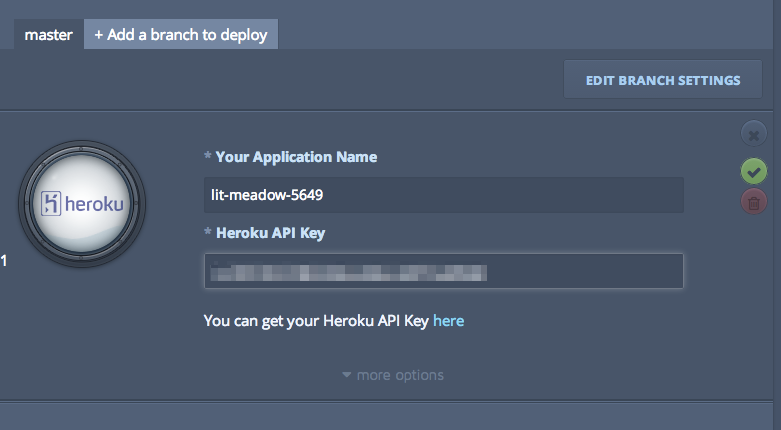 master
+ Add a branch to deploy
EDIT BRANCH SETTINGS
* Your Application Name
heroku
lit-meadow-5649
* Heroku API Key
1
You can get your Heroku API Key here
more options